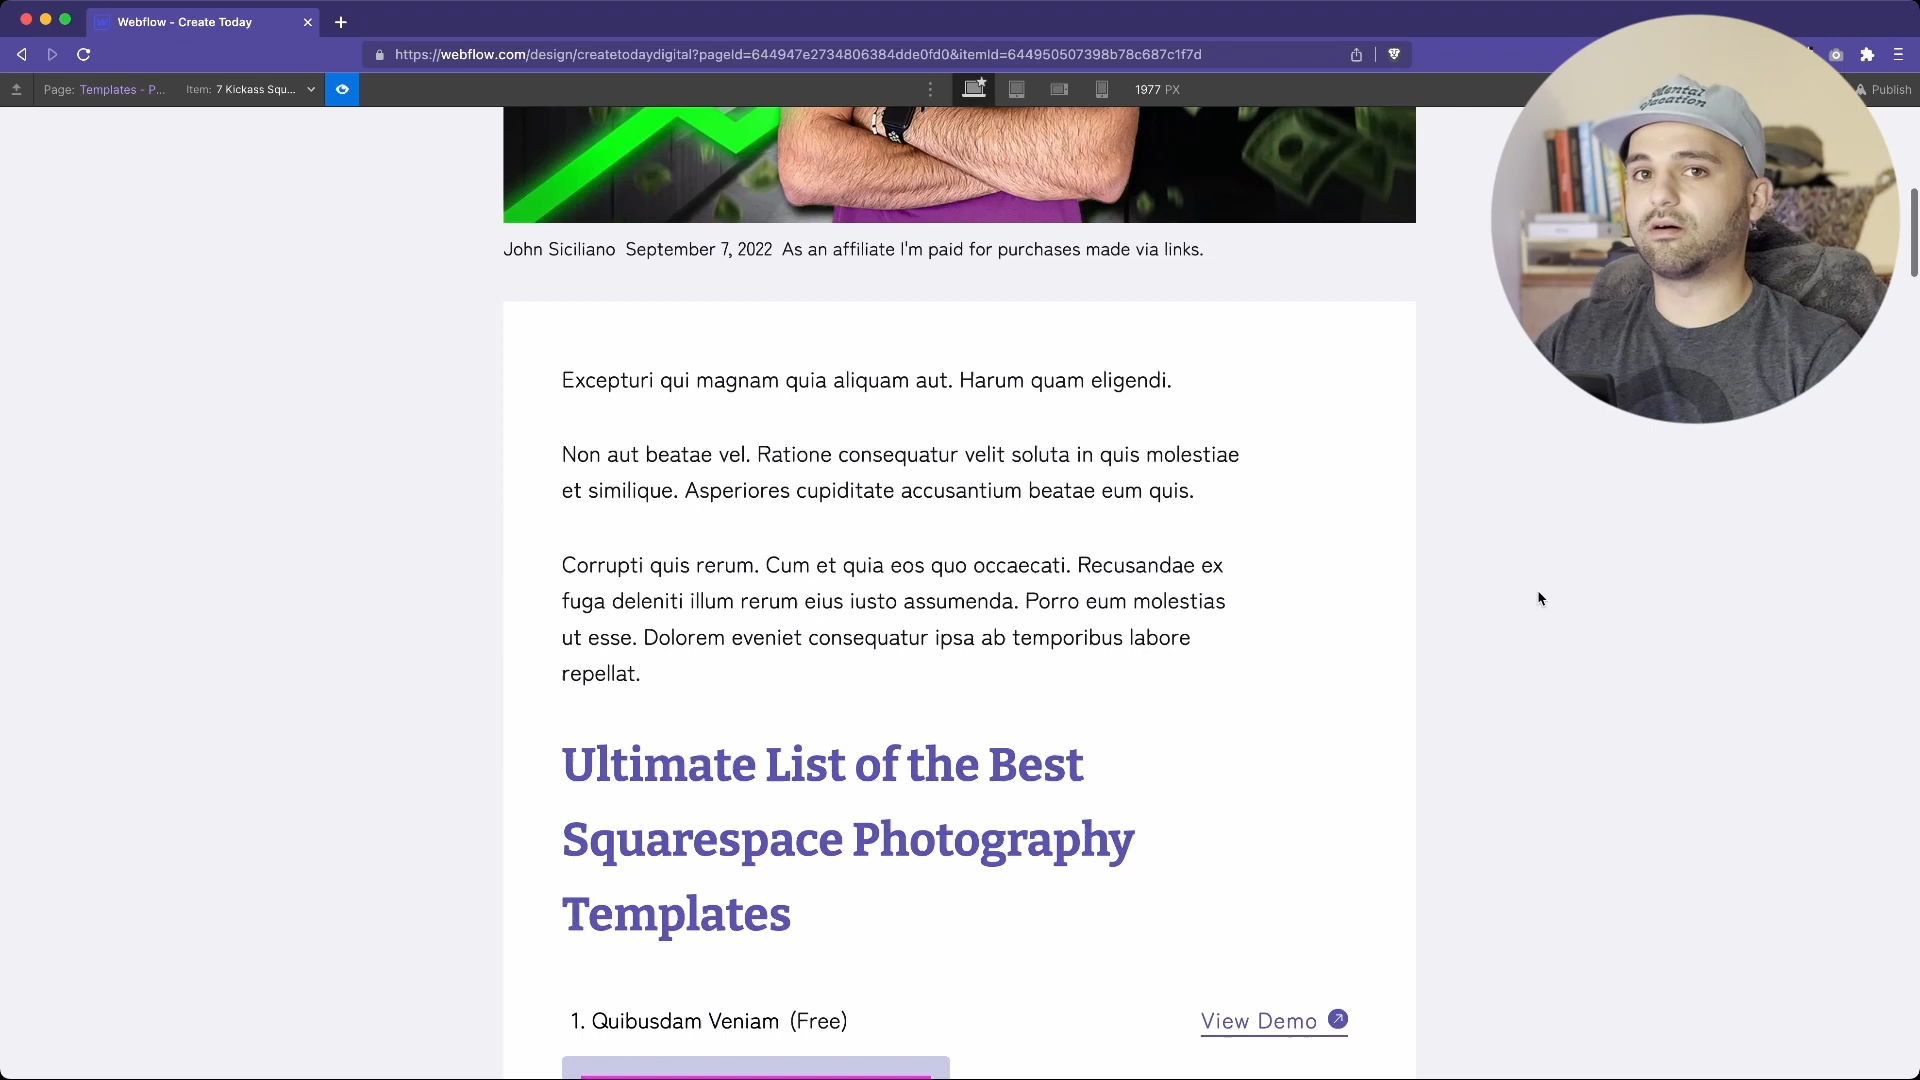 Webflow - Create Today
https://webflow.com/design/createtodaydigital?pageId=644947e2734806384dde0fd0&itemId=644950507398b78c687c1f7d
Page: Templates - P... Item: 7 Kickass Squ... 1977 PX Publish
Mental
Vacation
John Siciliano September 7, 2022 As an affiliate I'm paid for purchases made via links.
Excepturi qui magnam quia aliquam aut. Harum quam eligendi.
Non aut beatae vel. Ratione consequatur velit soluta in quis molestiae
et similique. Asperiores cupiditate accusantium beatae eum quis.
Corrupti quis rerum. Cum et quia eos quo occaecati. Recusandae ex
fuga deleniti illum rerum eius iusto assumenda. Porro eum molestias
ut esse. Dolorem eveniet consequatur ipsa ab temporibus labore
repellat.
Ultimate List of the Best
Squarespace Photography
Templates
1. Quibusdam Veniam (Free) View Demo